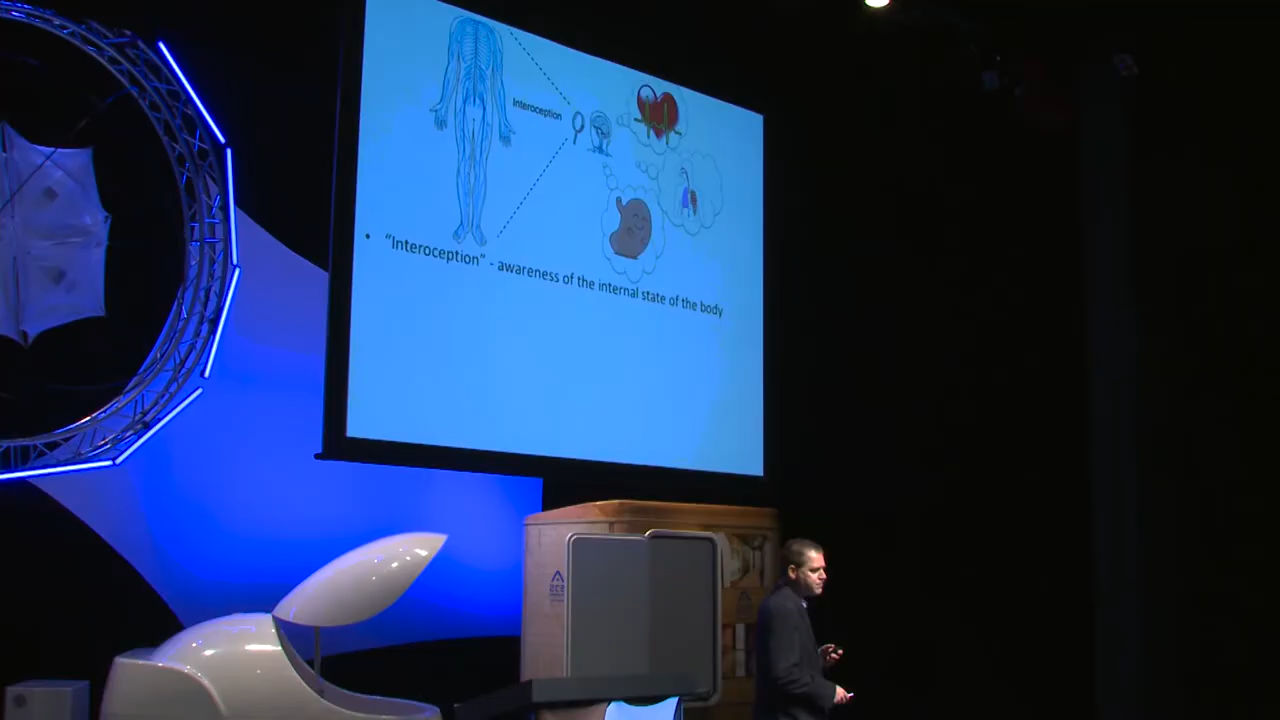 Interoception
• "Interoception" - awareness of the internal state of the body